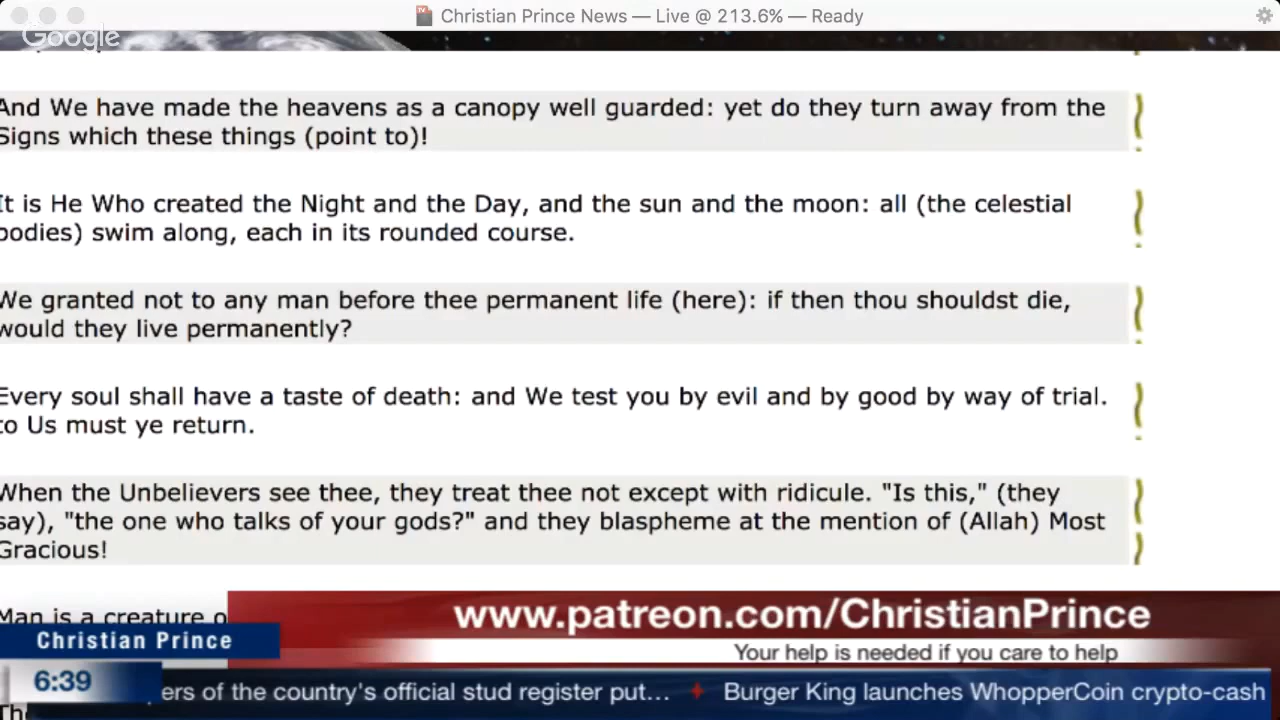 Christian Prince News — Live @ 213.6% — Ready
Google
And We have made the heavens as a canopy well guarded: yet do they turn away from the
Signs which these things (point to)!
It is He Who created the Night and the Day, and the sun and the moon: all (the celestial
bodies) swim along, each in its rounded course.
We granted not to any man before thee permanent life (here): if then thou shouldst die,
would they live permanently?
Every soul shall have a taste of death: and We test you by evil and by good by way of trial.
to Us must ye return.
When the Unbelievers see thee, they treat thee not except with ridicule. "Is this," (they
say), "the one who talks of your gods?" and they blaspheme at the mention of (Allah) Most
Gracious!
Man is a creature o
www.patreon.com/ChristianPrince
Christian Prince
Your help is needed if you care to help
6:39
ers of the country's official stud register put... Burger King launches WhopperCoin crypto-cash
Th